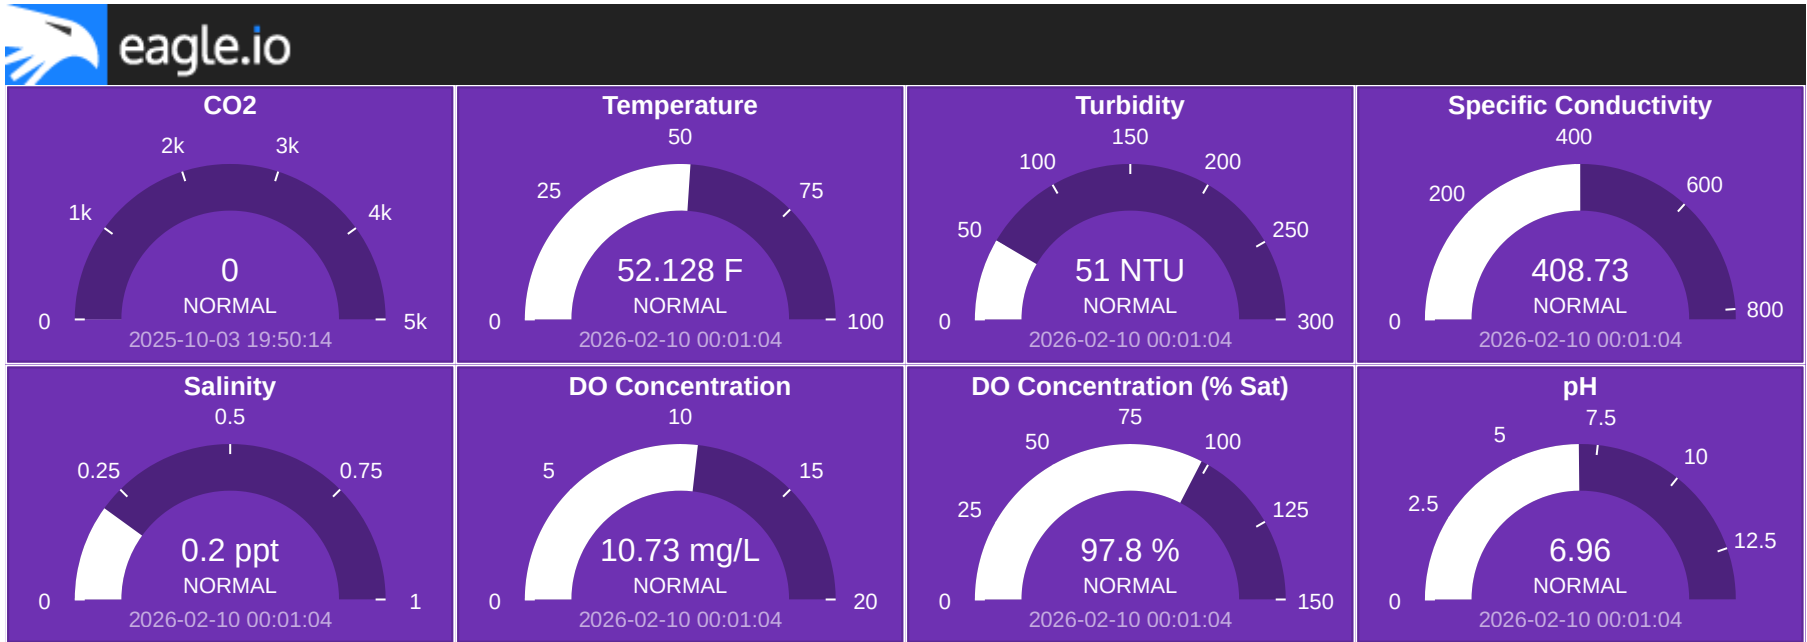 eagle.io
CO2
2k
3k
1k
4k
0
NORMAL
0
5k
2025-10-03 19:50:14
Temperature
50
25
75
52.128 F
NORMAL
0
100
2026-02-10 00:01:04
Turbidity
150
100
200
50
250
51 NTU
NORMAL
0
300
2026-02-10 00:01:04
Specific Conductivity
400
200
600
408.73
NORMAL
0
800
2026-02-10 00:01:04
Salinity
0.5
0.25
0.75
0.2 ppt
NORMAL
0
1
2026-02-10 00:01:04
DO Concentration
10
5
15
10.73 mg/L
NORMAL
0
20
2026-02-10 00:01:04
DO Concentration (% Sat)
75
50
100
25
125
97.8 %
NORMAL
0
150
2026-02-10 00:01:04
pH
7.5
5
10
2.5
12.5
6.96
NORMAL
0
2026-02-10 00:01:04